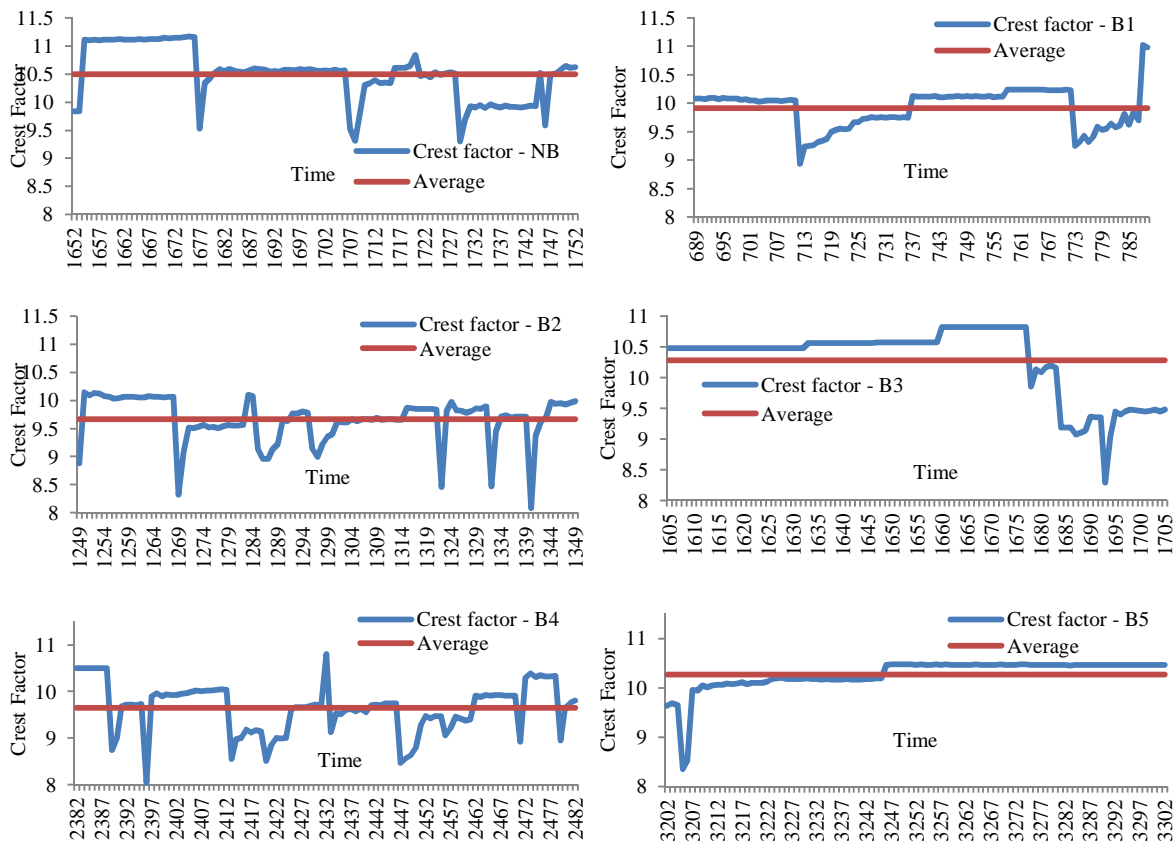 11.5
11
10.5
10
9.5
9
8.5
8
Crest Factor
Crest factor - NB
Average
Time
1652 1657 1662 1667 1672 1677 1682 1687 1692 1697 1702 1707 1712 1717 1722 1727 1732 1737 1742 1747 1752
11.5
11
10.5
10
9.5
9
8.5
8
Crest Factor
Crest factor - B1
Average
Time
689 695 701 707 713 719 725 731 737 743 749 755 761 767 773 779 785
11.5
11
10.5
10
9.5
9
8.5
8
Crest Factor
Crest factor - B2
Average
Time
1249 1254 1259 1264 1269 1274 1279 1284 1289 1294 1299 1304 1309 1314 1319 1324 1329 1334 1339 1344 1349
11
10.5
10
9.5
9
8.5
8
Crest Factor
Crest factor - B3
Average
Time
1605 1610 1615 1620 1625 1630 1635 1640 1645 1650 1655 1660 1665 1670 1675 1680 1685 1690 1695 1700 1705
11
10
9
8
Crest Factor
Crest factor - B4
Average
Time
2382 2387 2392 2397 2402 2407 2412 2417 2422 2427 2432 2437 2442 2447 2452 2457 2462 2467 2472 2477 2482
11
10
9
8
Crest Factor
Crest factor - B5
Average
Time
3202 3207 3212 3217 3222 3227 3232 3237 3242 3247 3252 3257 3262 3267 3272 3277 3282 3287 3292 3297 3302